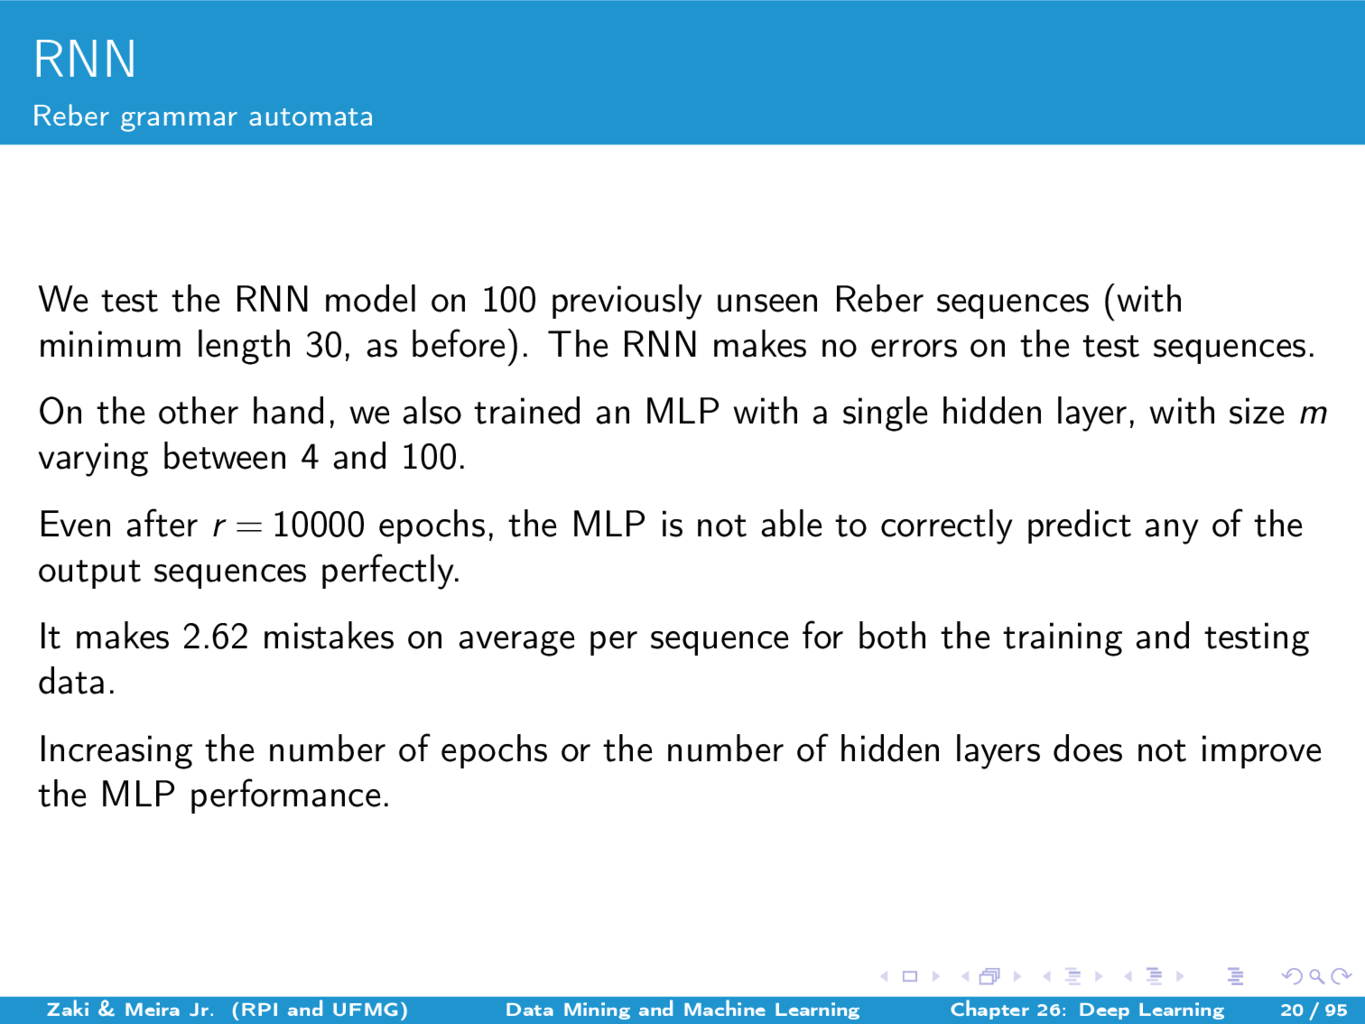 RNN
Reber grammar automata
We test the RNN model on 100 previously unseen Reber sequences (with
minimum length 30, as before). The RNN makes no errors on the test sequences.
On the other hand, we also trained an MLP with a single hidden layer, with size m
varying between 4 and 100.
Even after r = 10000 epochs, the MLP is not able to correctly predict any of the
output sequences perfectly.
It makes 2.62 mistakes on average per sequence for both the training and testing
data.
Increasing the number of epochs or the number of hidden layers does not improve
the MLP performance.
Zaki & Meira Jr. (RPI and UFMG) Data Mining and Machine Learning Chapter 26: Deep Learning 20 / 95